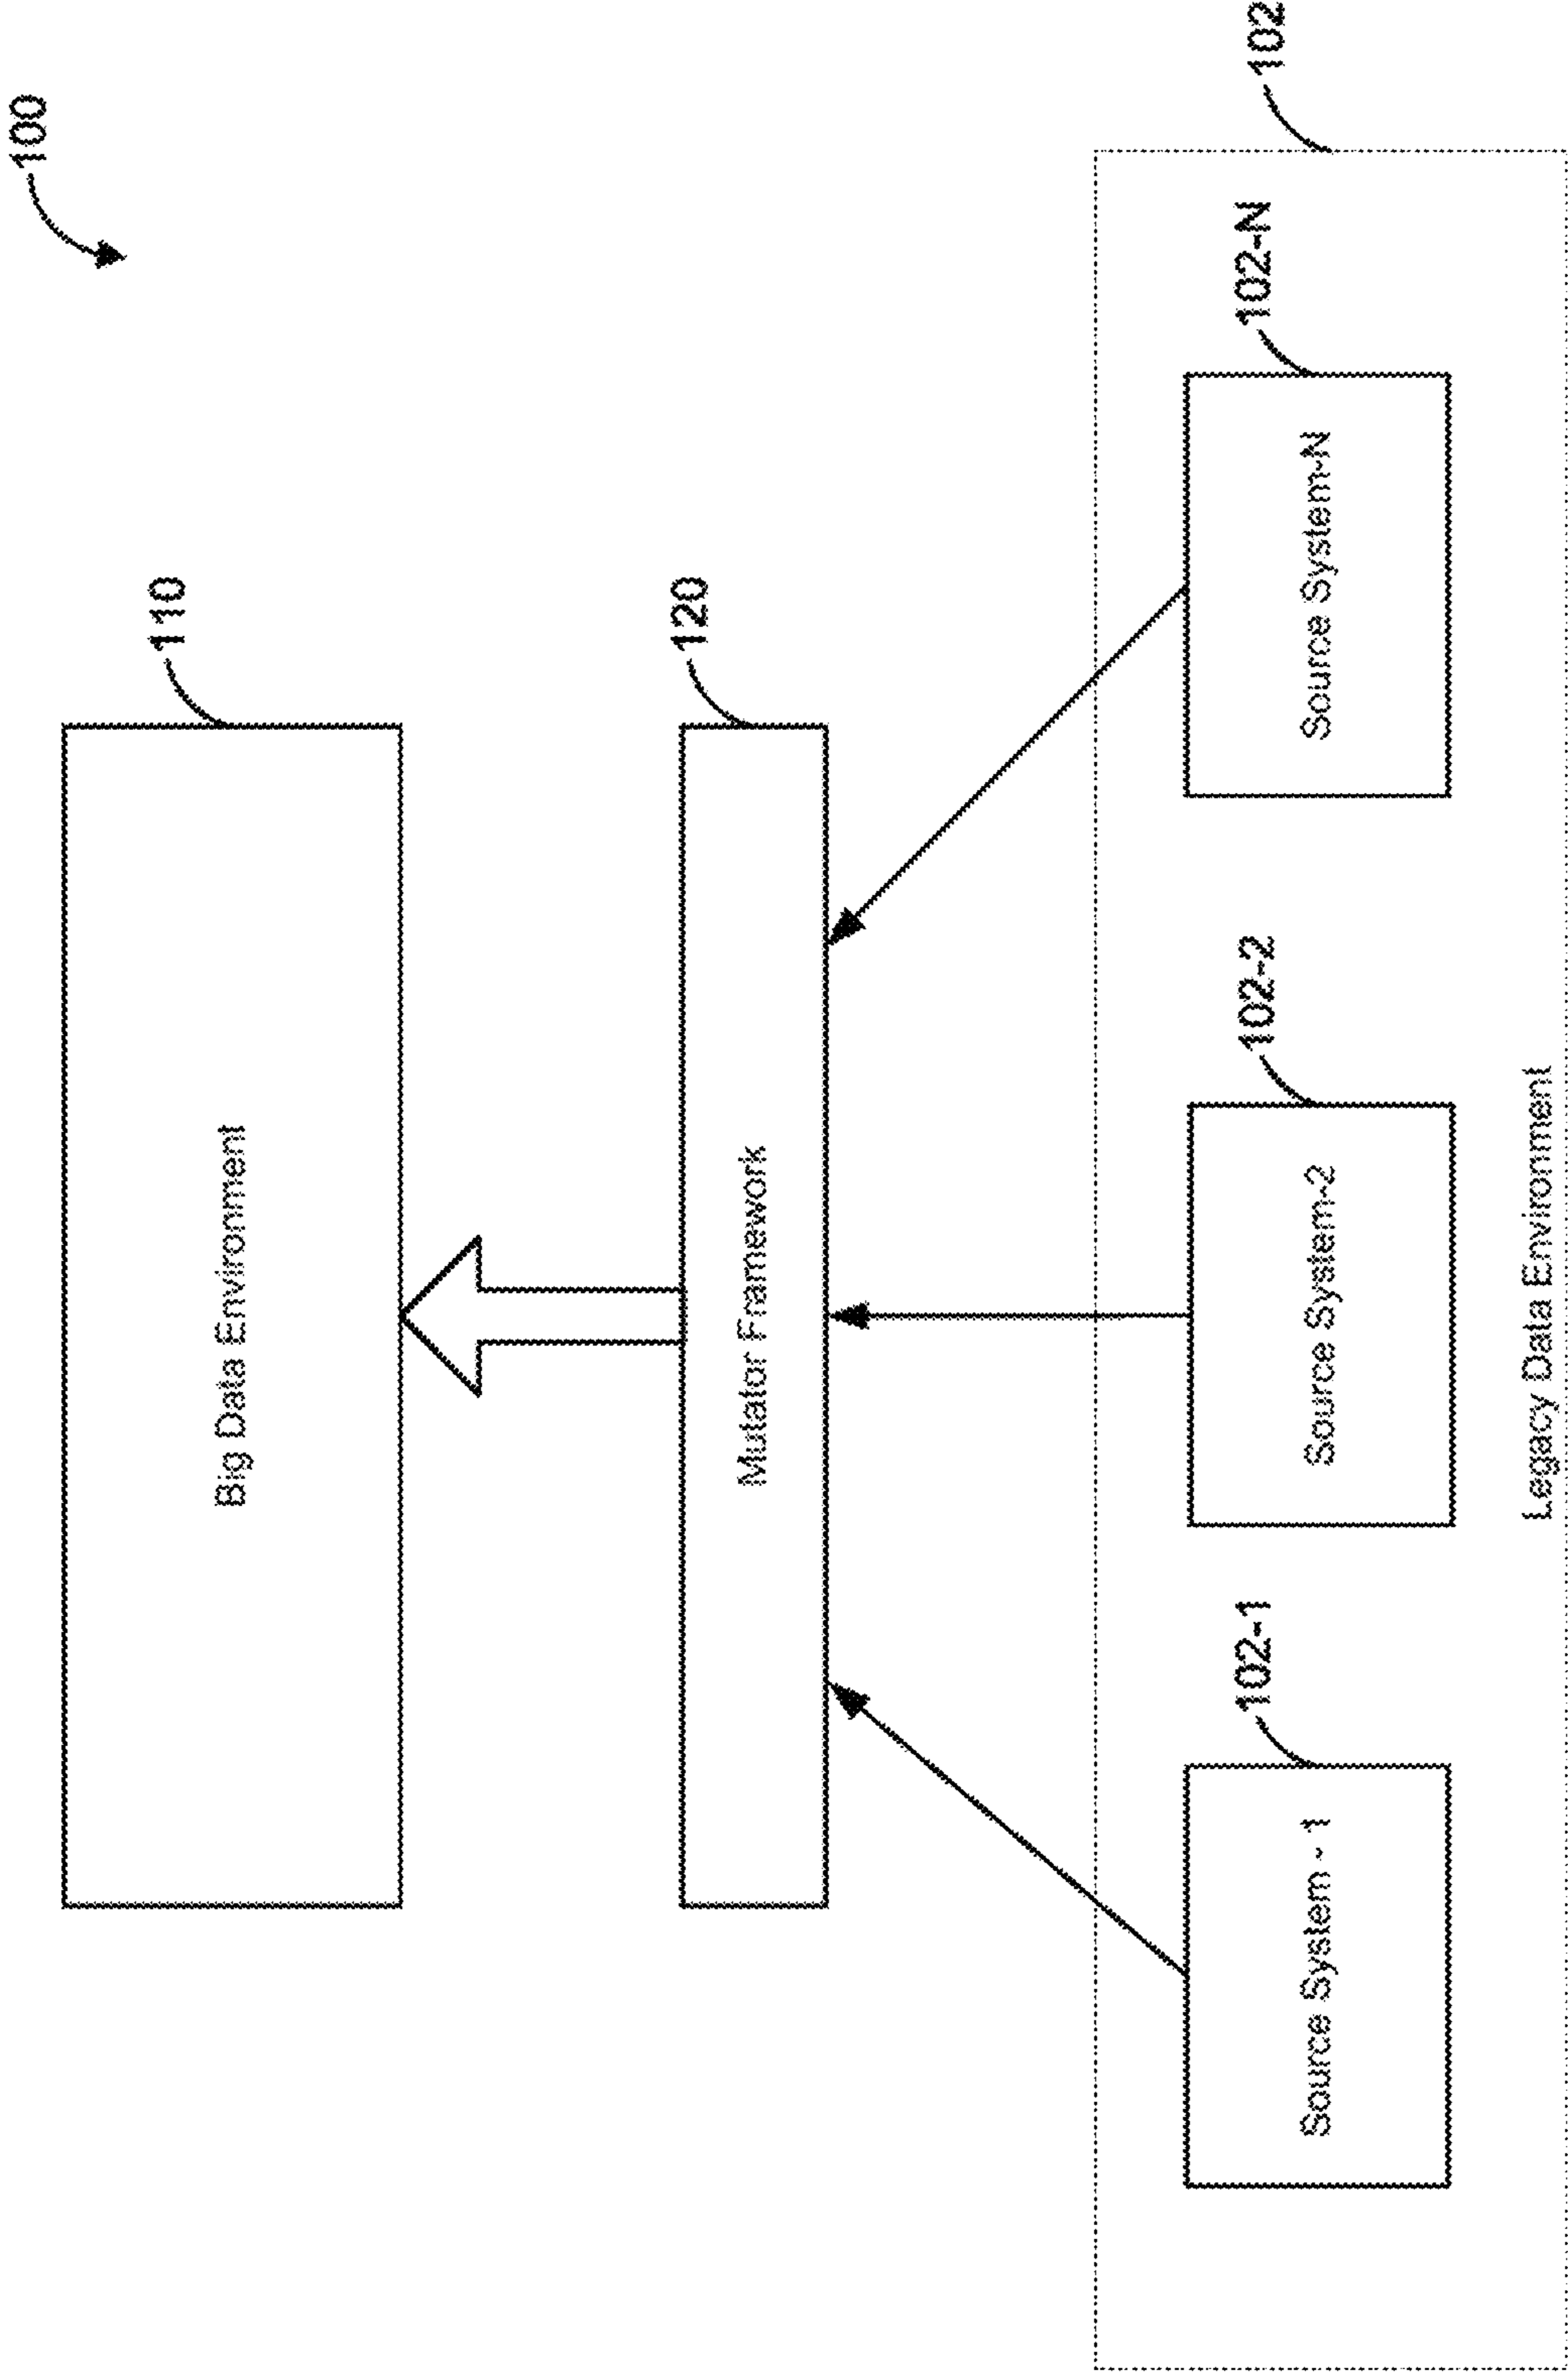 100
Big Data Environment
110
Mutator Framework
120
102
102-1
102-2
102-N
Source System - 1
Source System-2
Source System-N
Legacy Data Environment